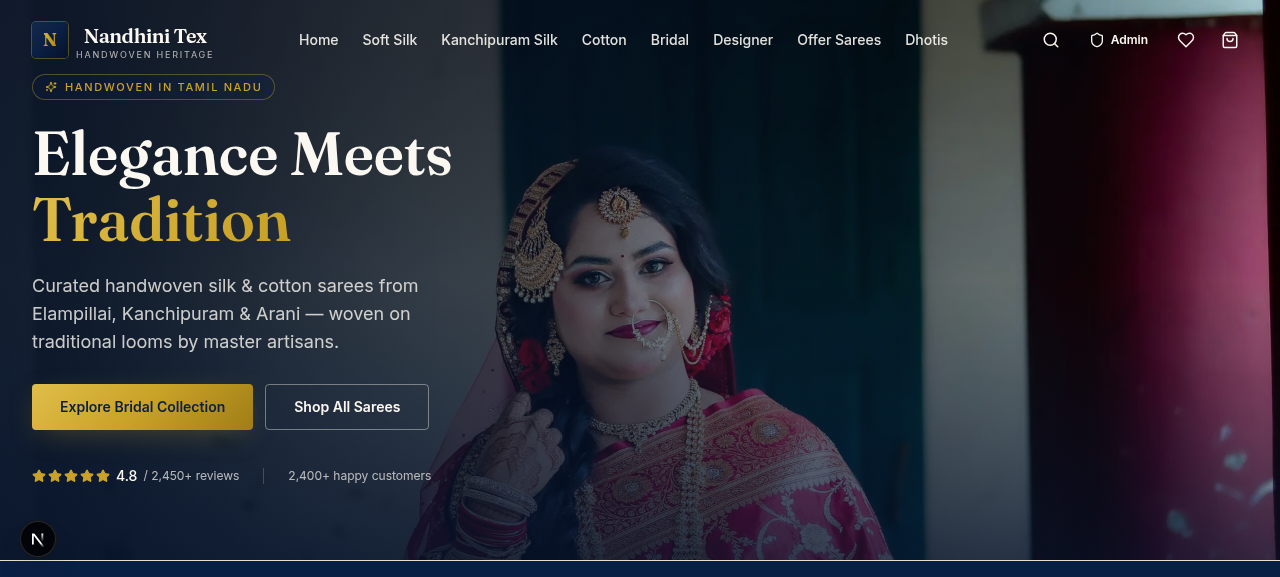 N
Nandhini Tex
HANDWOVEN HERITAGE
Home Soft Silk Kanchipuram Silk Cotton Bridal Designer Offer Sarees Dhotis
Admin
HANDWOVEN IN TAMIL NADU
Elegance Meets
Tradition
Curated handwoven silk & cotton sarees from
Elampillai, Kanchipuram & Arani — woven on
traditional looms by master artisans.
Explore Bridal Collection
Shop All Sarees
4.8 / 2,450+ reviews
2,400+ happy customers
N